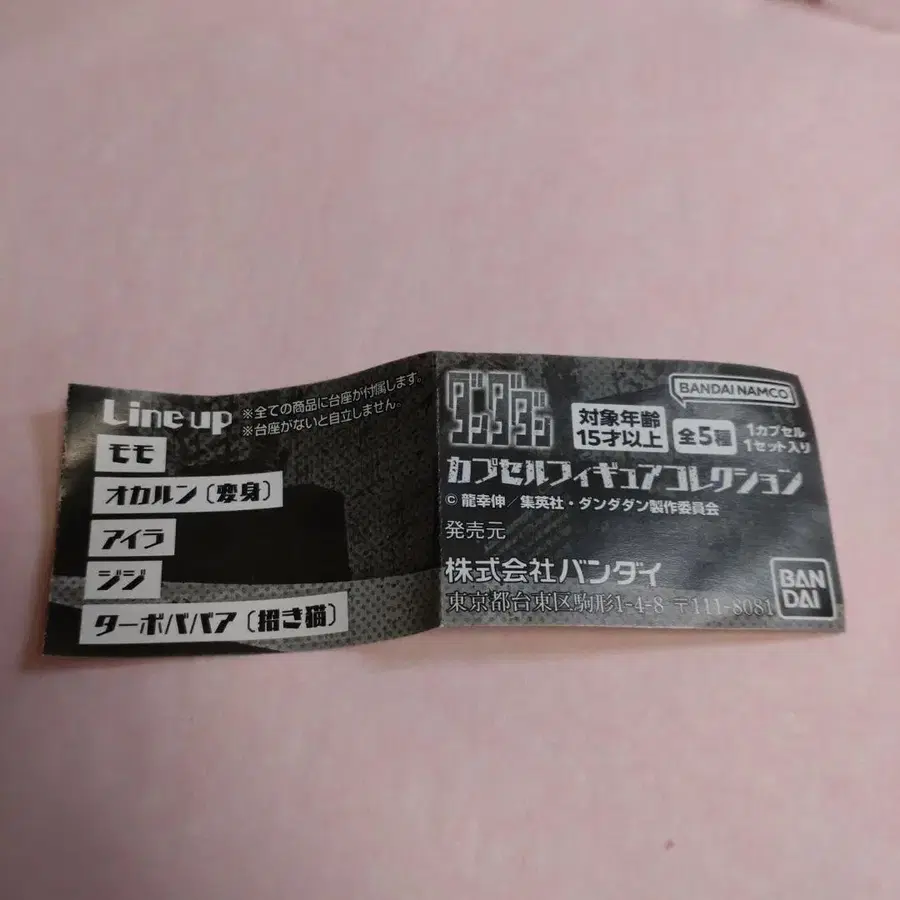 Line up
※全ての商品に台座が付属します。
※台座がないと自立しません。
モモ
オカルン〔変身〕
アイラ
ジジ
ターボババア〔招き猫〕
BANDAI NAMCO
ダンダダン
対象年齢
15才以上
全5種
1カプセル
1セット入り
カプセルフィギュアコレクション
© 龍幸伸／集英社・ダンダダン製作委員会
発売元
株式会社バンダイ
東京都台東区駒形1-4-8 〒111-8081
BAN
DAI